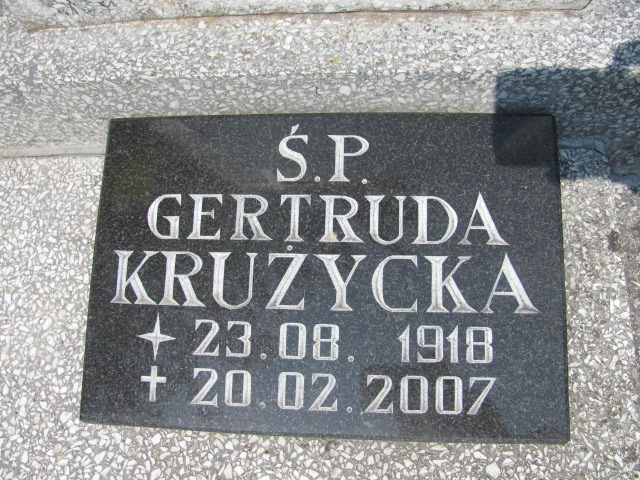 Ś.P.
GERTRUDA
KRUŻYCKA
23.08.1918
20.02.2007